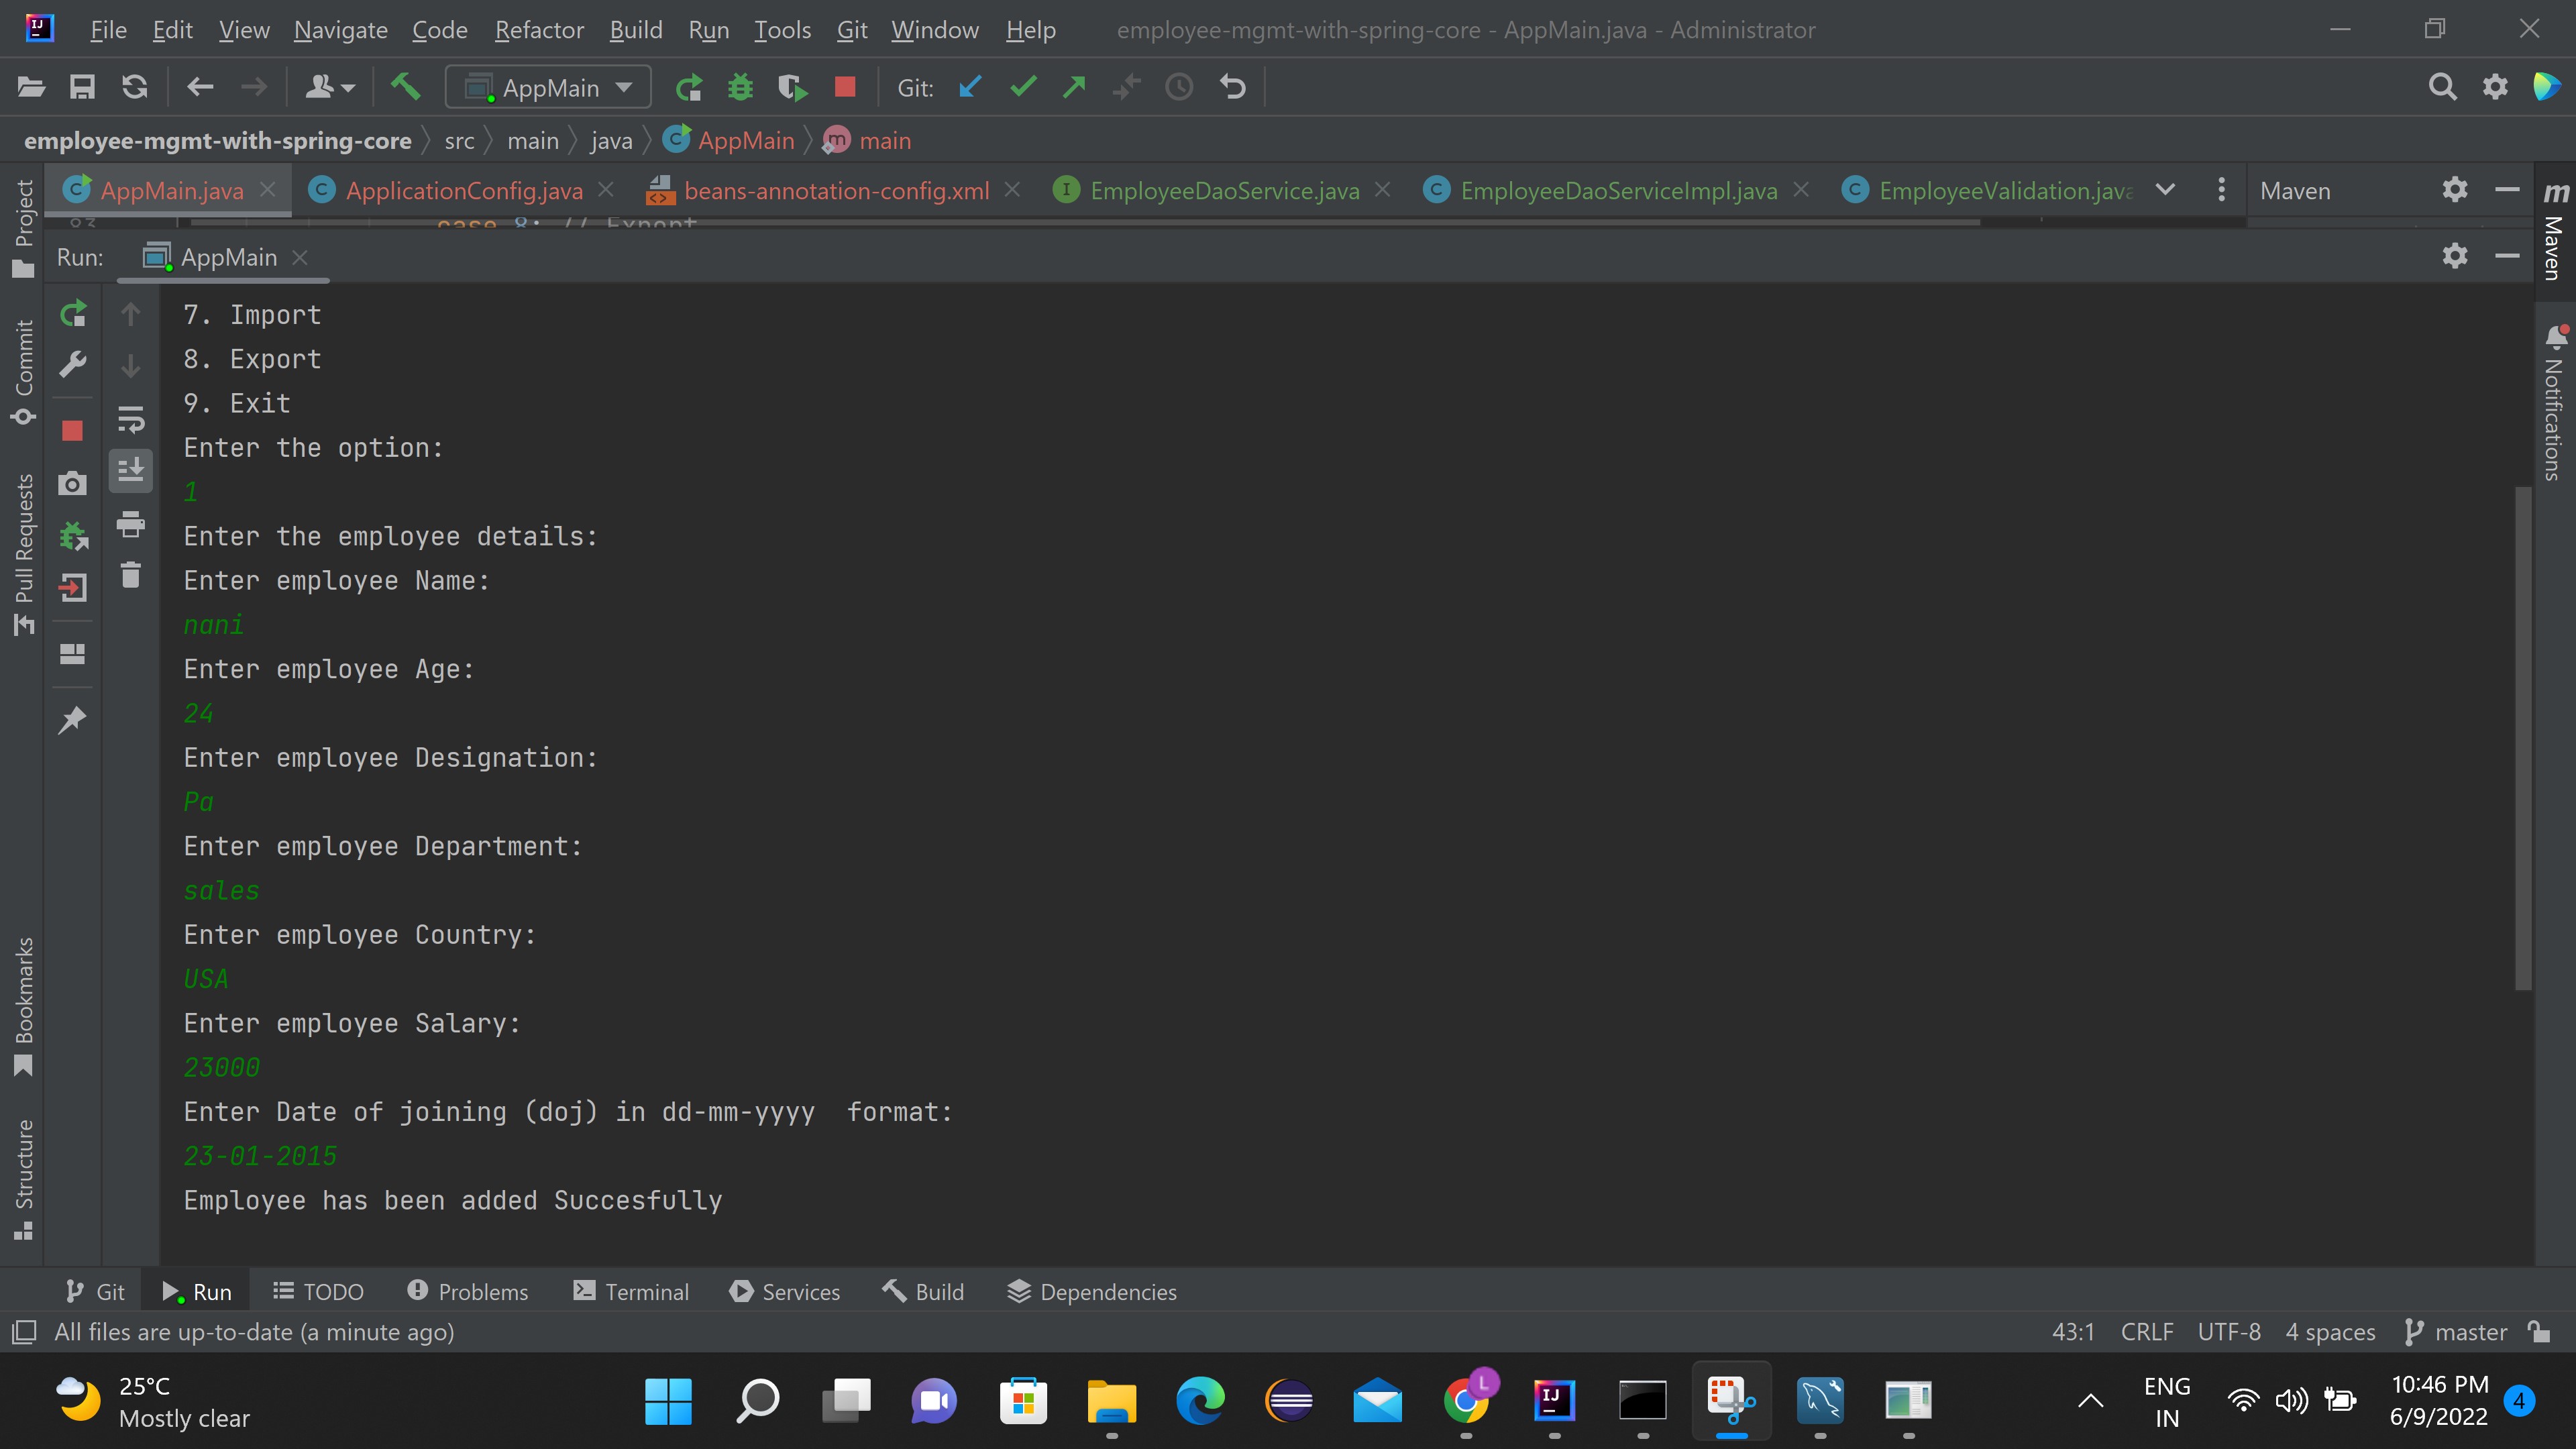 File Edit View Navigate Code Refactor Build Run Tools Git Window Help employee-mgmt-with-spring-core - AppMain.java - Administrator
AppMain Git:
employee-mgmt-with-spring-core src main java AppMain main
AppMain.java ApplicationConfig.java beans-annotation-config.xml EmployeeDaoService.java EmployeeDaoServiceImpl.java EmployeeValidation.java Maven
83 case 8: // Export
Run: AppMain
7. Import
8. Export
9. Exit
Enter the option:
1
Enter the employee details:
Enter employee Name:
nani
Enter employee Age:
24
Enter employee Designation:
Pa
Enter employee Department:
sales
Enter employee Country:
USA
Enter employee Salary:
23000
Enter Date of joining (doj) in dd-mm-yyyy  format:
23-01-2015
Employee has been added Succesfully
Project
Commit
Pull Requests
Bookmarks
Structure
Maven
Notifications
Git Run TODO Problems Terminal Services Build Dependencies
All files are up-to-date (a minute ago) 43:1 CRLF UTF-8 4 spaces master
25°C
Mostly clear
L
IJ
ENG
IN
10:46 PM
6/9/2022
4